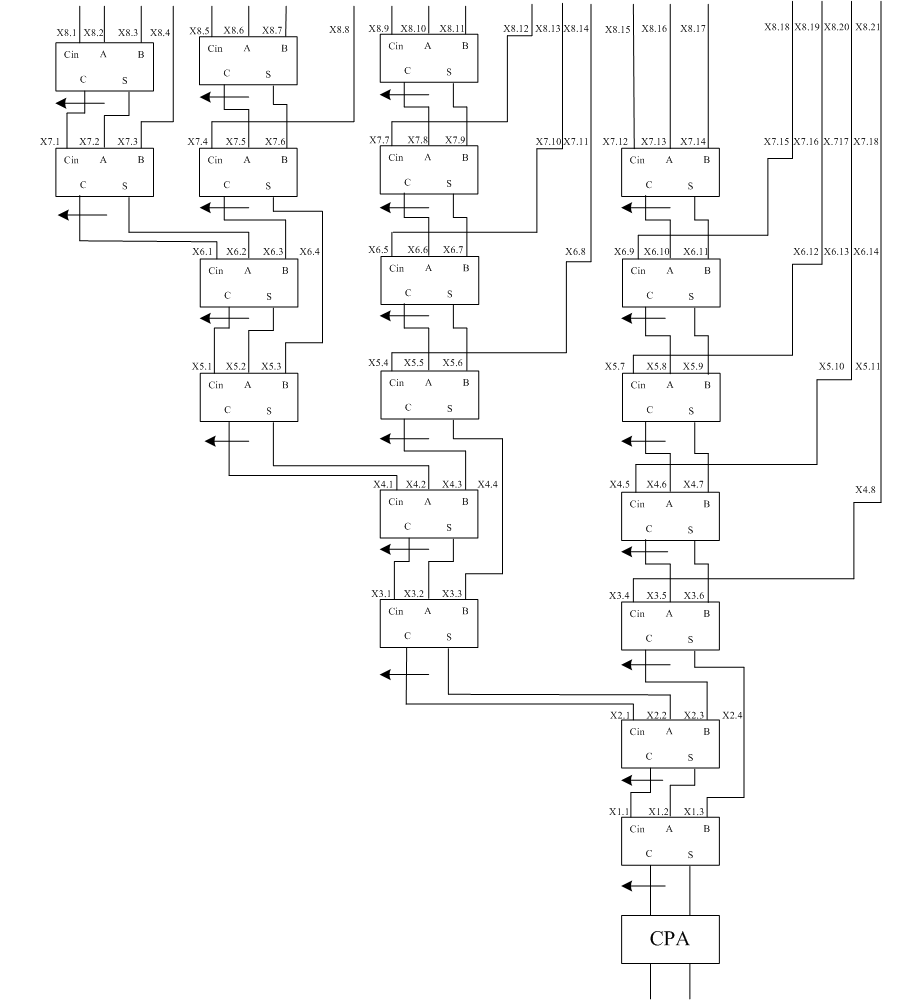 X8.1 X8.2 X8.3 X8.4 X8.5 X8.6 X8.7 X8.8 X8.9 X8.10 X8.11 X8.12 X8.13 X8.14 X8.15 X8.16 X8.17 X8.18 X8.19 X8.20 X8.21
Cin A B Cin A B Cin A B
C S C S C S
X7.1 X7.2 X7.3 X7.4 X7.5 X7.6 X7.7 X7.8 X7.9 X7.10 X7.11 X7.12 X7.13 X7.14 X7.15 X7.16 X.717 X7.18
Cin A B Cin A B Cin A B Cin A B
C S C S C S C S
X6.1 X6.2 X6.3 X6.4 X6.5 X6.6 X6.7 X6.8 X6.9 X6.10 X6.11 X6.12 X6.13 X6.14
Cin A B Cin A B Cin A B
C S C S C S
X5.1 X5.2 X5.3 X5.4 X5.5 X5.6 X5.7 X5.8 X5.9 X5.10 X5.11
Cin A B Cin A B Cin A B
C S C S C S
X4.1 X4.2 X4.3 X4.4 X4.5 X4.6 X4.7 X4.8
Cin A B Cin A B
C S C S
X3.1 X3.2 X3.3 X3.4 X3.5 X3.6
Cin A B Cin A B
C S C S
X2.1 X2.2 X2.3 X2.4
Cin A B
C S
X1.1 X1.2 X1.3
Cin A B
C S
CPA